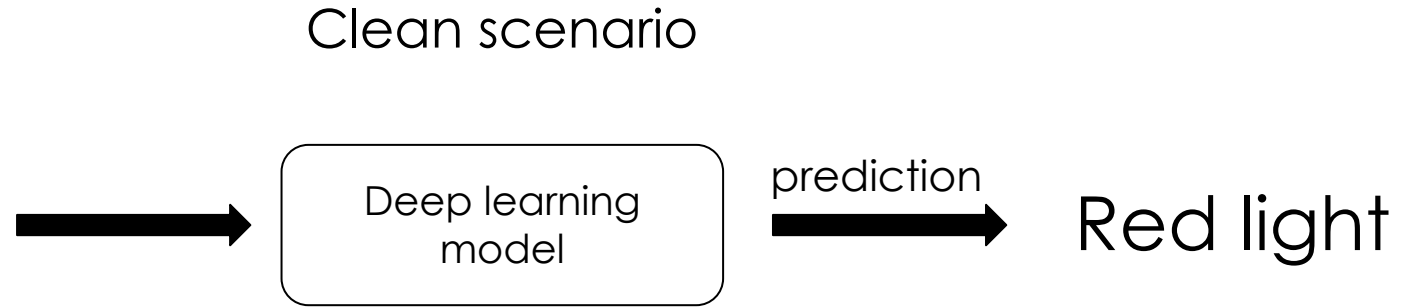 Clean scenario
Deep learning
model
prediction
Red light